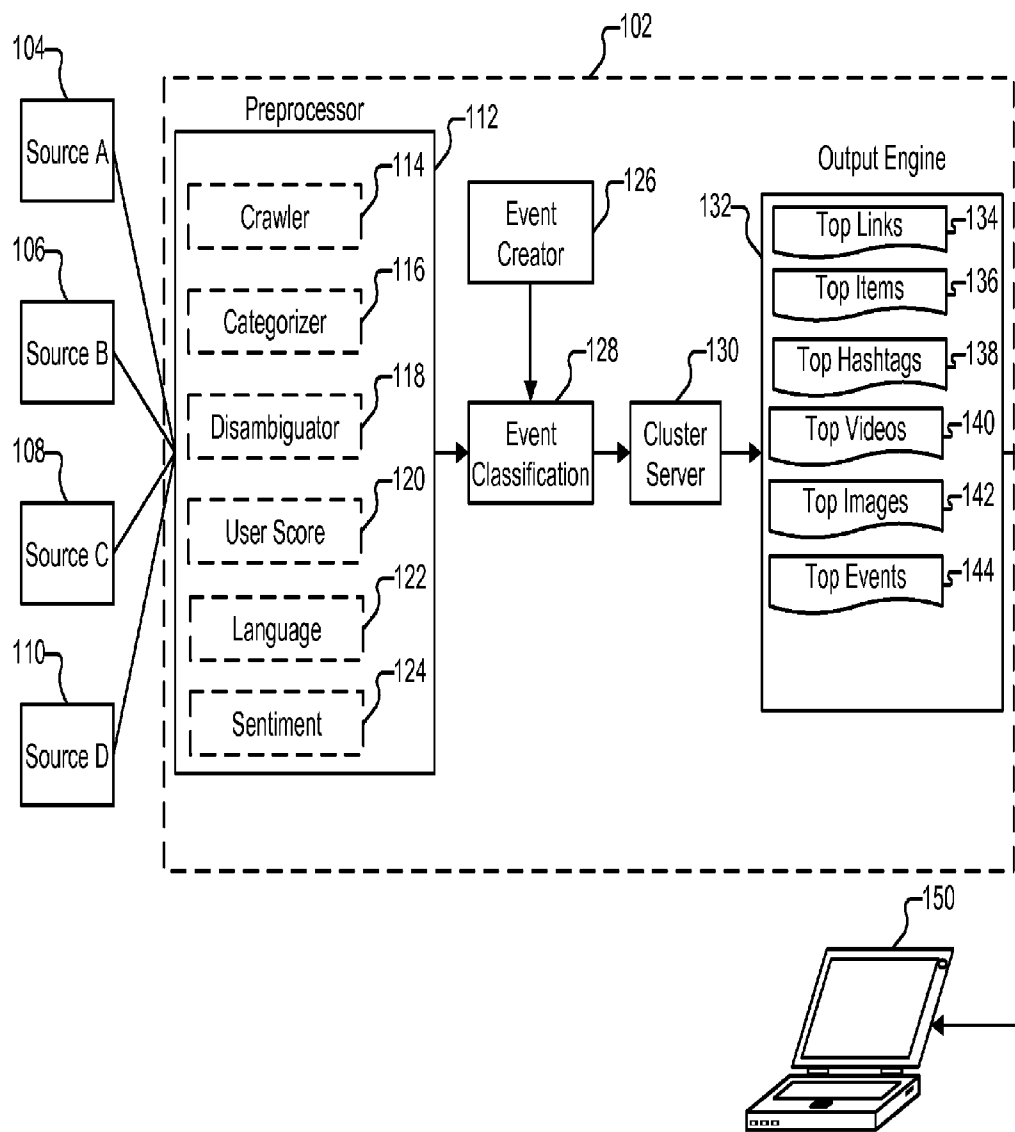 102
104
Source A
106
Source B
108
Source C
110
Source D
Preprocessor
112
114
Crawler
116
Categorizer
118
Disambiguator
120
User Score
122
Language
124
Sentiment
126
Event
Creator
128
Event
Classification
130
Cluster
Server
Output Engine
132
Top Links
134
Top Items
136
Top Hashtags
138
Top Videos
140
Top Images
142
Top Events
144
150